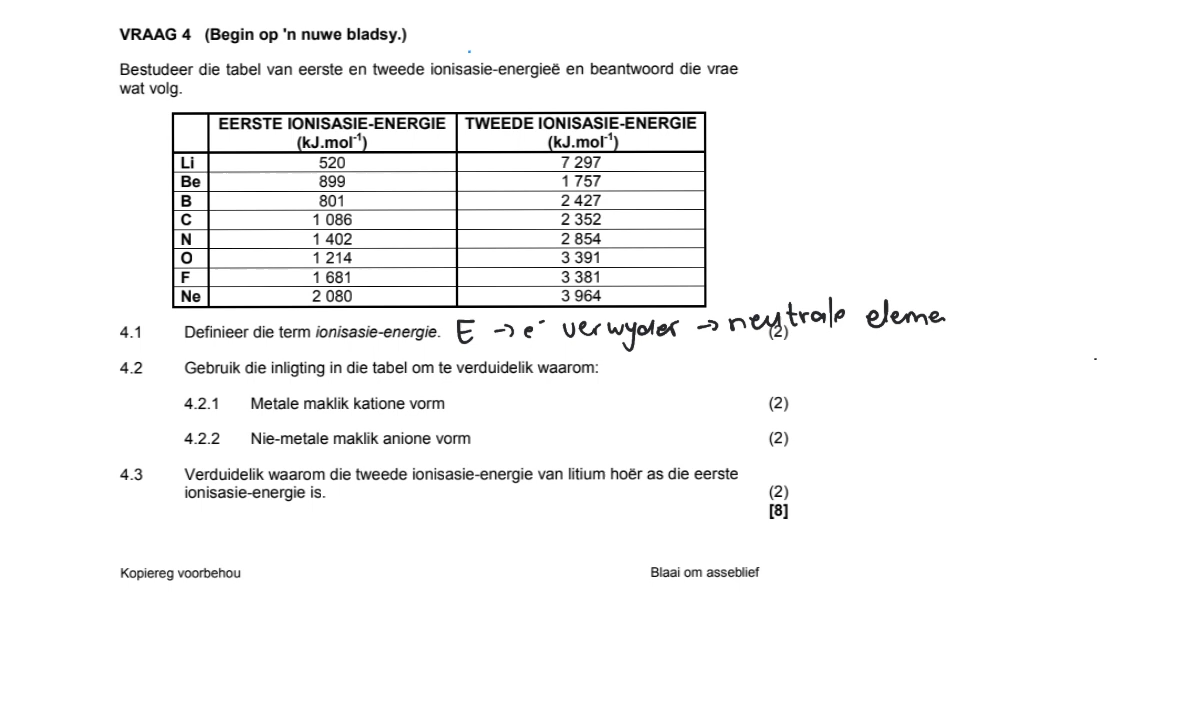 VRAAG 4 (Begin op 'n nuwe bladsy.)
Bestudeer die tabel van eerste en tweede ionisasie-energieë en beantwoord die vrae
wat volg.
EERSTE IONISASIE-ENERGIE (kJ.mol⁻¹) TWEEDE IONISASIE-ENERGIE (kJ.mol⁻¹)
Li 520 7 297
Be 899 1 757
B 801 2 427
C 1 086 2 352
N 1 402 2 854
O 1 214 3 391
F 1 681 3 381
Ne 2 080 3 964
4.1 Definieer die term ionisasie-energie. E → e⁻ verwyder → neutrale eleme (2)
4.2 Gebruik die inligting in die tabel om te verduidelik waarom:
4.2.1 Metale maklik katione vorm (2)
4.2.2 Nie-metale maklik anione vorm (2)
4.3 Verduidelik waarom die tweede ionisasie-energie van litium hoër as die eerste
ionisasie-energie is. (2)
[8]
Kopiereg voorbehou Blaai om asseblief